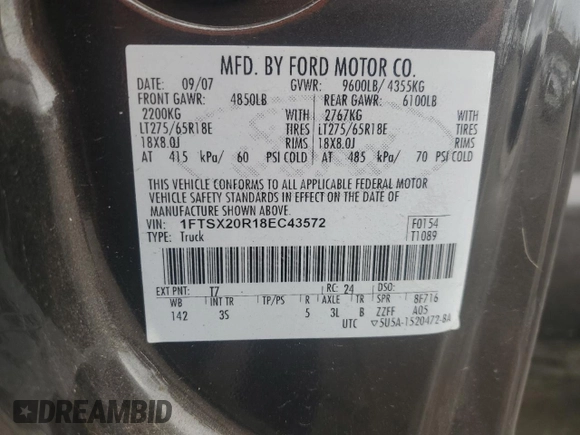 MFD. BY FORD MOTOR CO.
DATE: 09/07 GVWR: 9600LB/ 4355KG
FRONT GAWR: 4850LB REAR GAWR: 6100LB
2200KG WITH 2767KG WITH
LT275/65R18E TIRES LT275/65R18E TIRES
18X8.0J RIMS 18X8.0J RIMS
AT 415 kPa/ 60 PSI COLD AT 485 kPa/ 70 PSI COLD
THIS VEHICLE CONFORMS TO ALL APPLICABLE FEDERAL MOTOR
VEHICLE SAFETY STANDARDS IN EFFECT ON THE DATE OF
MANUFACTURE SHOWN ABOVE.
VIN: 1FTSX20R18EC43572 F0154
TYPE: Truck T1089
EXT PNT: T7 RC: 24 DSO:
WB INT TR TP/PS R AXLE TR SPR 8F716
142 3S 5 3L B ZZFF A05
UTC ▽5U5A-1520472-BA
DREAMBID